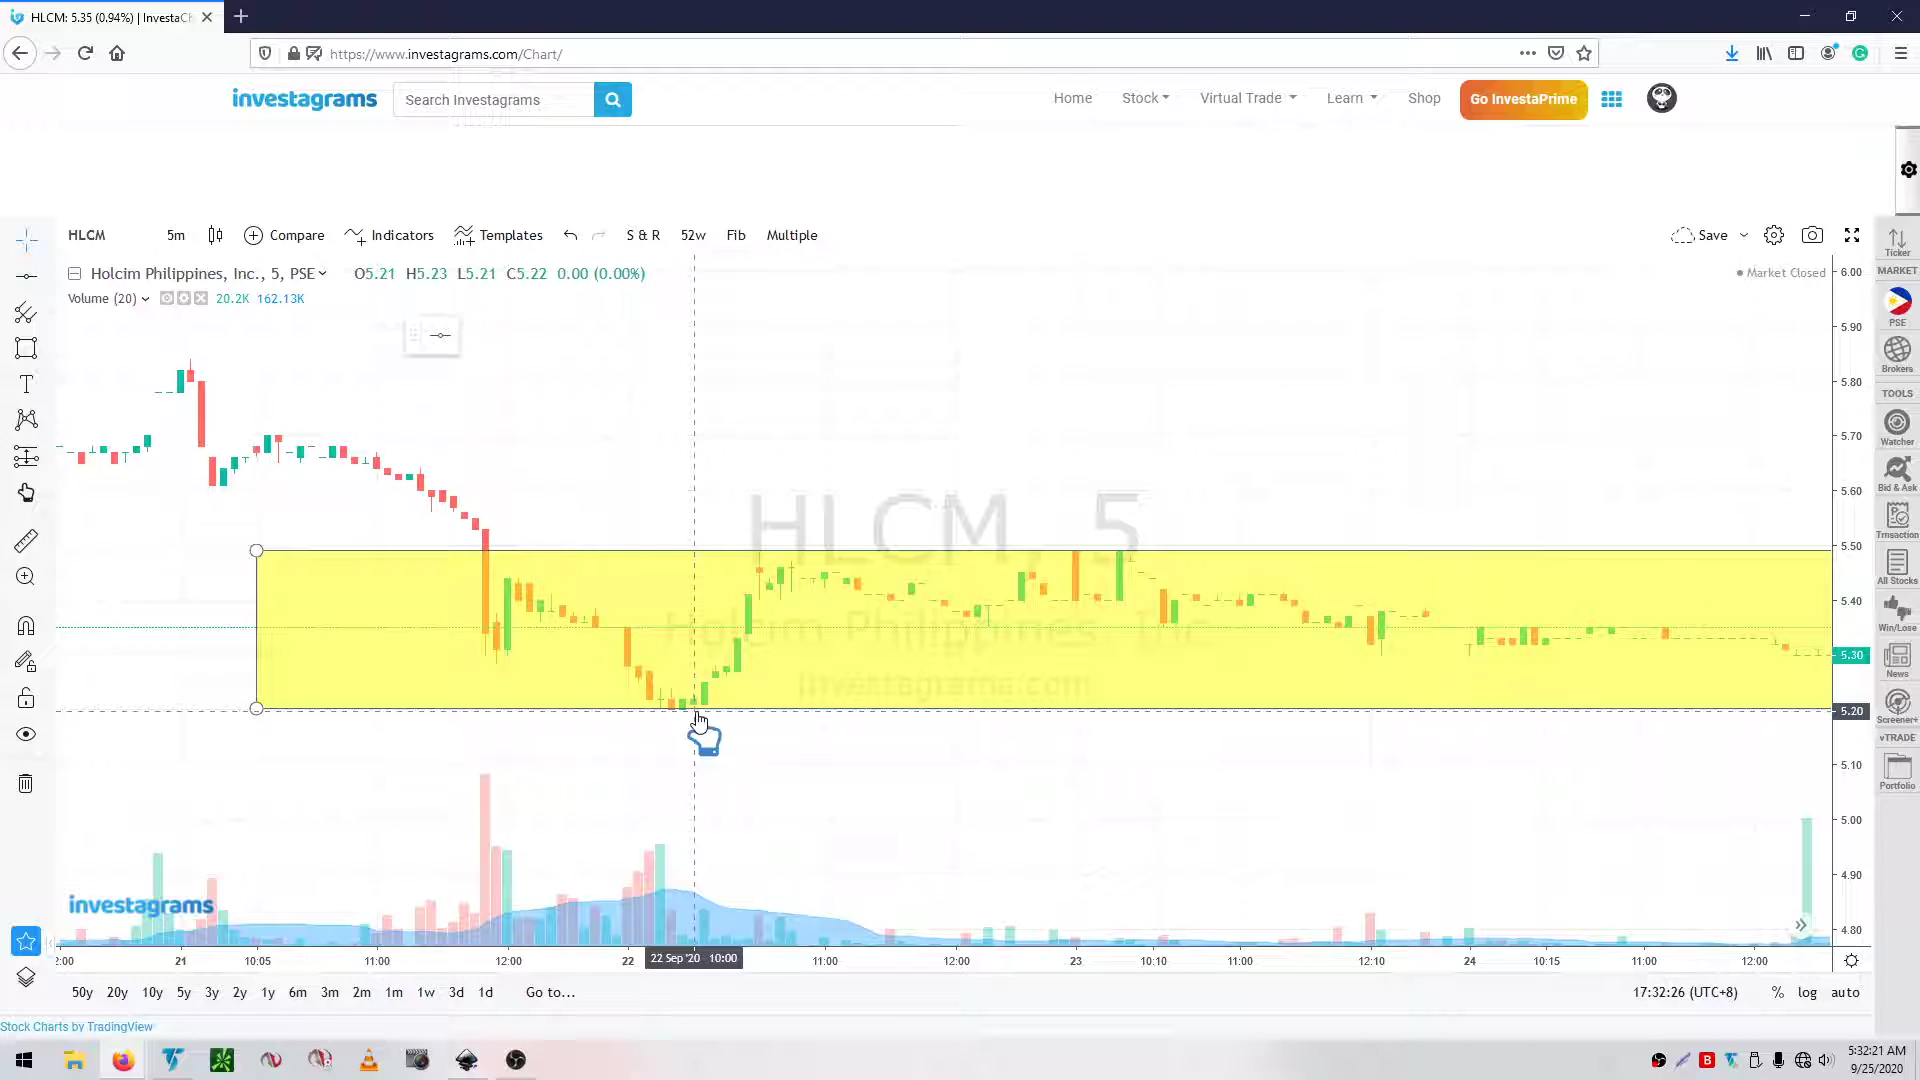 HLCM: 5.35 (0.94%) | InvestaCh
https://www.investagrams.com/Chart/
investagrams
Search Investagrams
Home
Stock
Virtual Trade
Learn
Shop
Go InvestaPrime
HLCM
5m
Compare
Indicators
Templates
S & R
52w
Fib
Multiple
Save
Holcim Philippines, Inc., 5, PSE
O5.21 H5.23 L5.21 C5.22 0.00 (0.00%)
Market Closed
Volume (20)
20.2K 162.13K
HLCM, 5
Holcim Philippines, Inc.
Investagrams.com
6.00
5.90
5.80
5.70
5.60
5.50
5.40
5.30
5.20
5.10
5.00
4.90
4.80
Ticker
MARKET
PSE
Brokers
TOOLS
Watcher
Bid & Ask
Trnsaction
All Stocks
Win/Lose
News
Screener+
vTRADE
Portfolio
investagrams
2:00 21 10:05 11:00 12:00 22 22 Sep '20 10:00 11:00 12:00 23 10:10 11:00 12:10 24 10:15 11:00 12:00
50y 20y 10y 5y 3y 2y 1y 6m 3m 2m 1m 1w 3d 1d Go to...
17:32:26 (UTC+8) % log auto
Stock Charts by TradingView
5:32:21 AM
9/25/2020